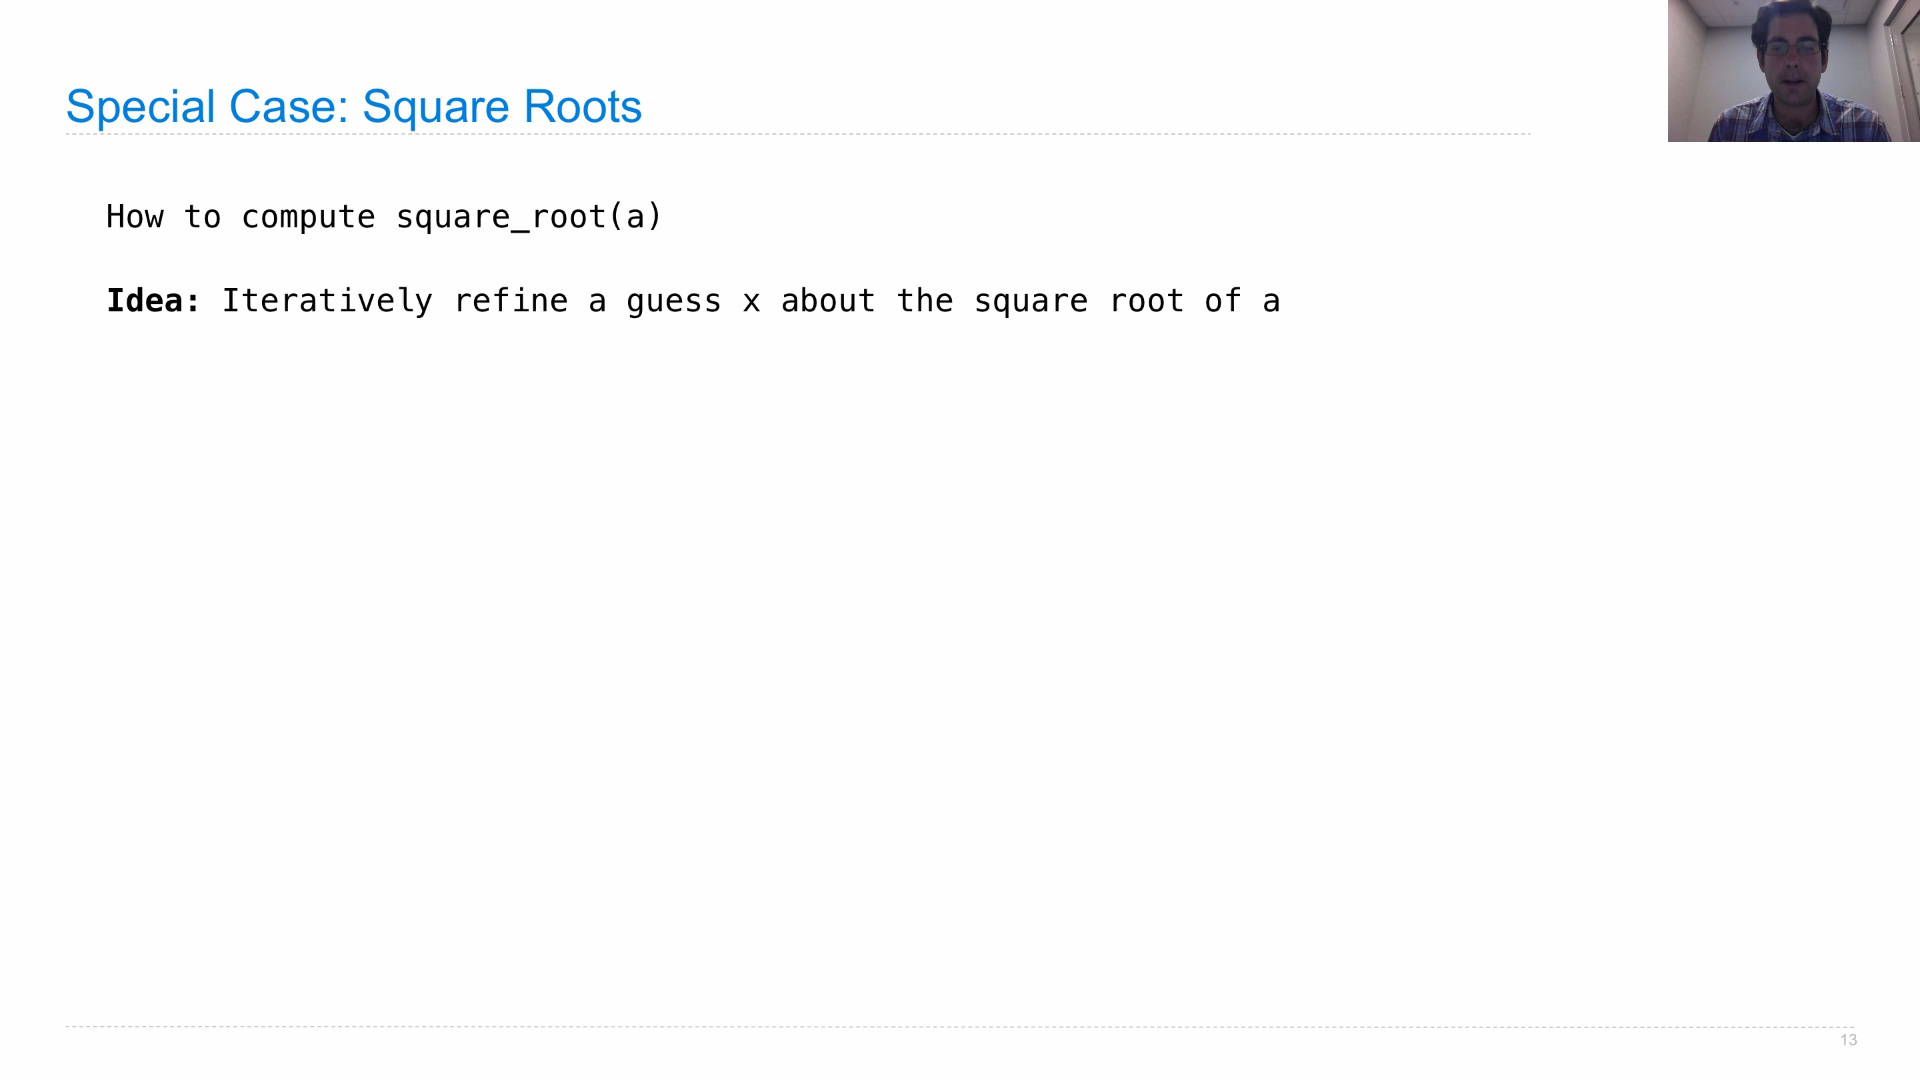 Special Case: Square Roots
How to compute square_root(a)
Idea: Iteratively refine a guess x about the square root of a
13